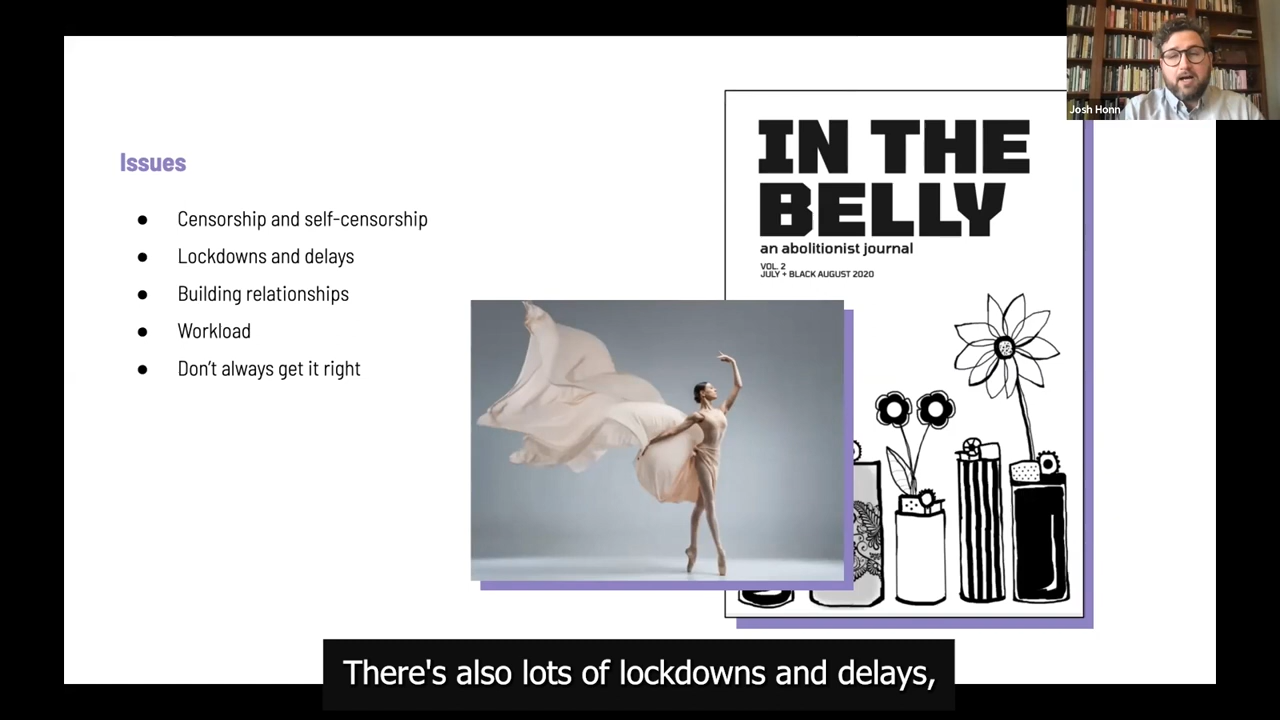 Issues
● Censorship and self-censorship
● Lockdowns and delays
● Building relationships
● Workload
● Don’t always get it right
IN THE
BELLY
an abolitionist journal
VOL. 2
JULY + BLACK AUGUST 2020
Josh Honn
There's also lots of lockdowns and delays,